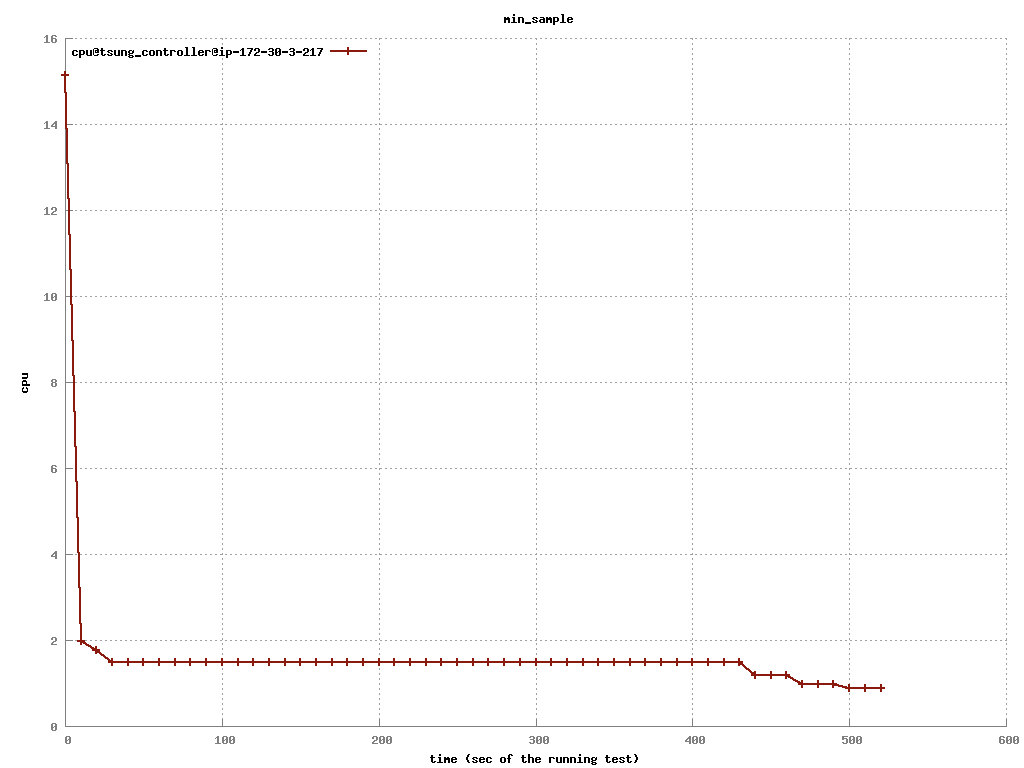 min_sample
cpu@tsung_controller@ip-172-30-3-217
16
14
12
10
8
6
4
2
0
cpu
0 100 200 300 400 500 600
time (sec of the running test)